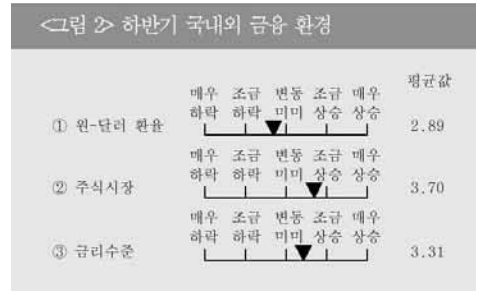 <그림 2> 하반기 국내외 금융 환경
평균값
매우 조금 변동 조금 매우
하락 하락 미미 상승 상승
① 원-달러 환율 2.89
매우 조금 변동 조금 매우
하락 하락 미미 상승 상승
② 주식시장 3.70
매우 조금 변동 조금 매우
하락 하락 미미 상승 상승
③ 금리수준 3.31